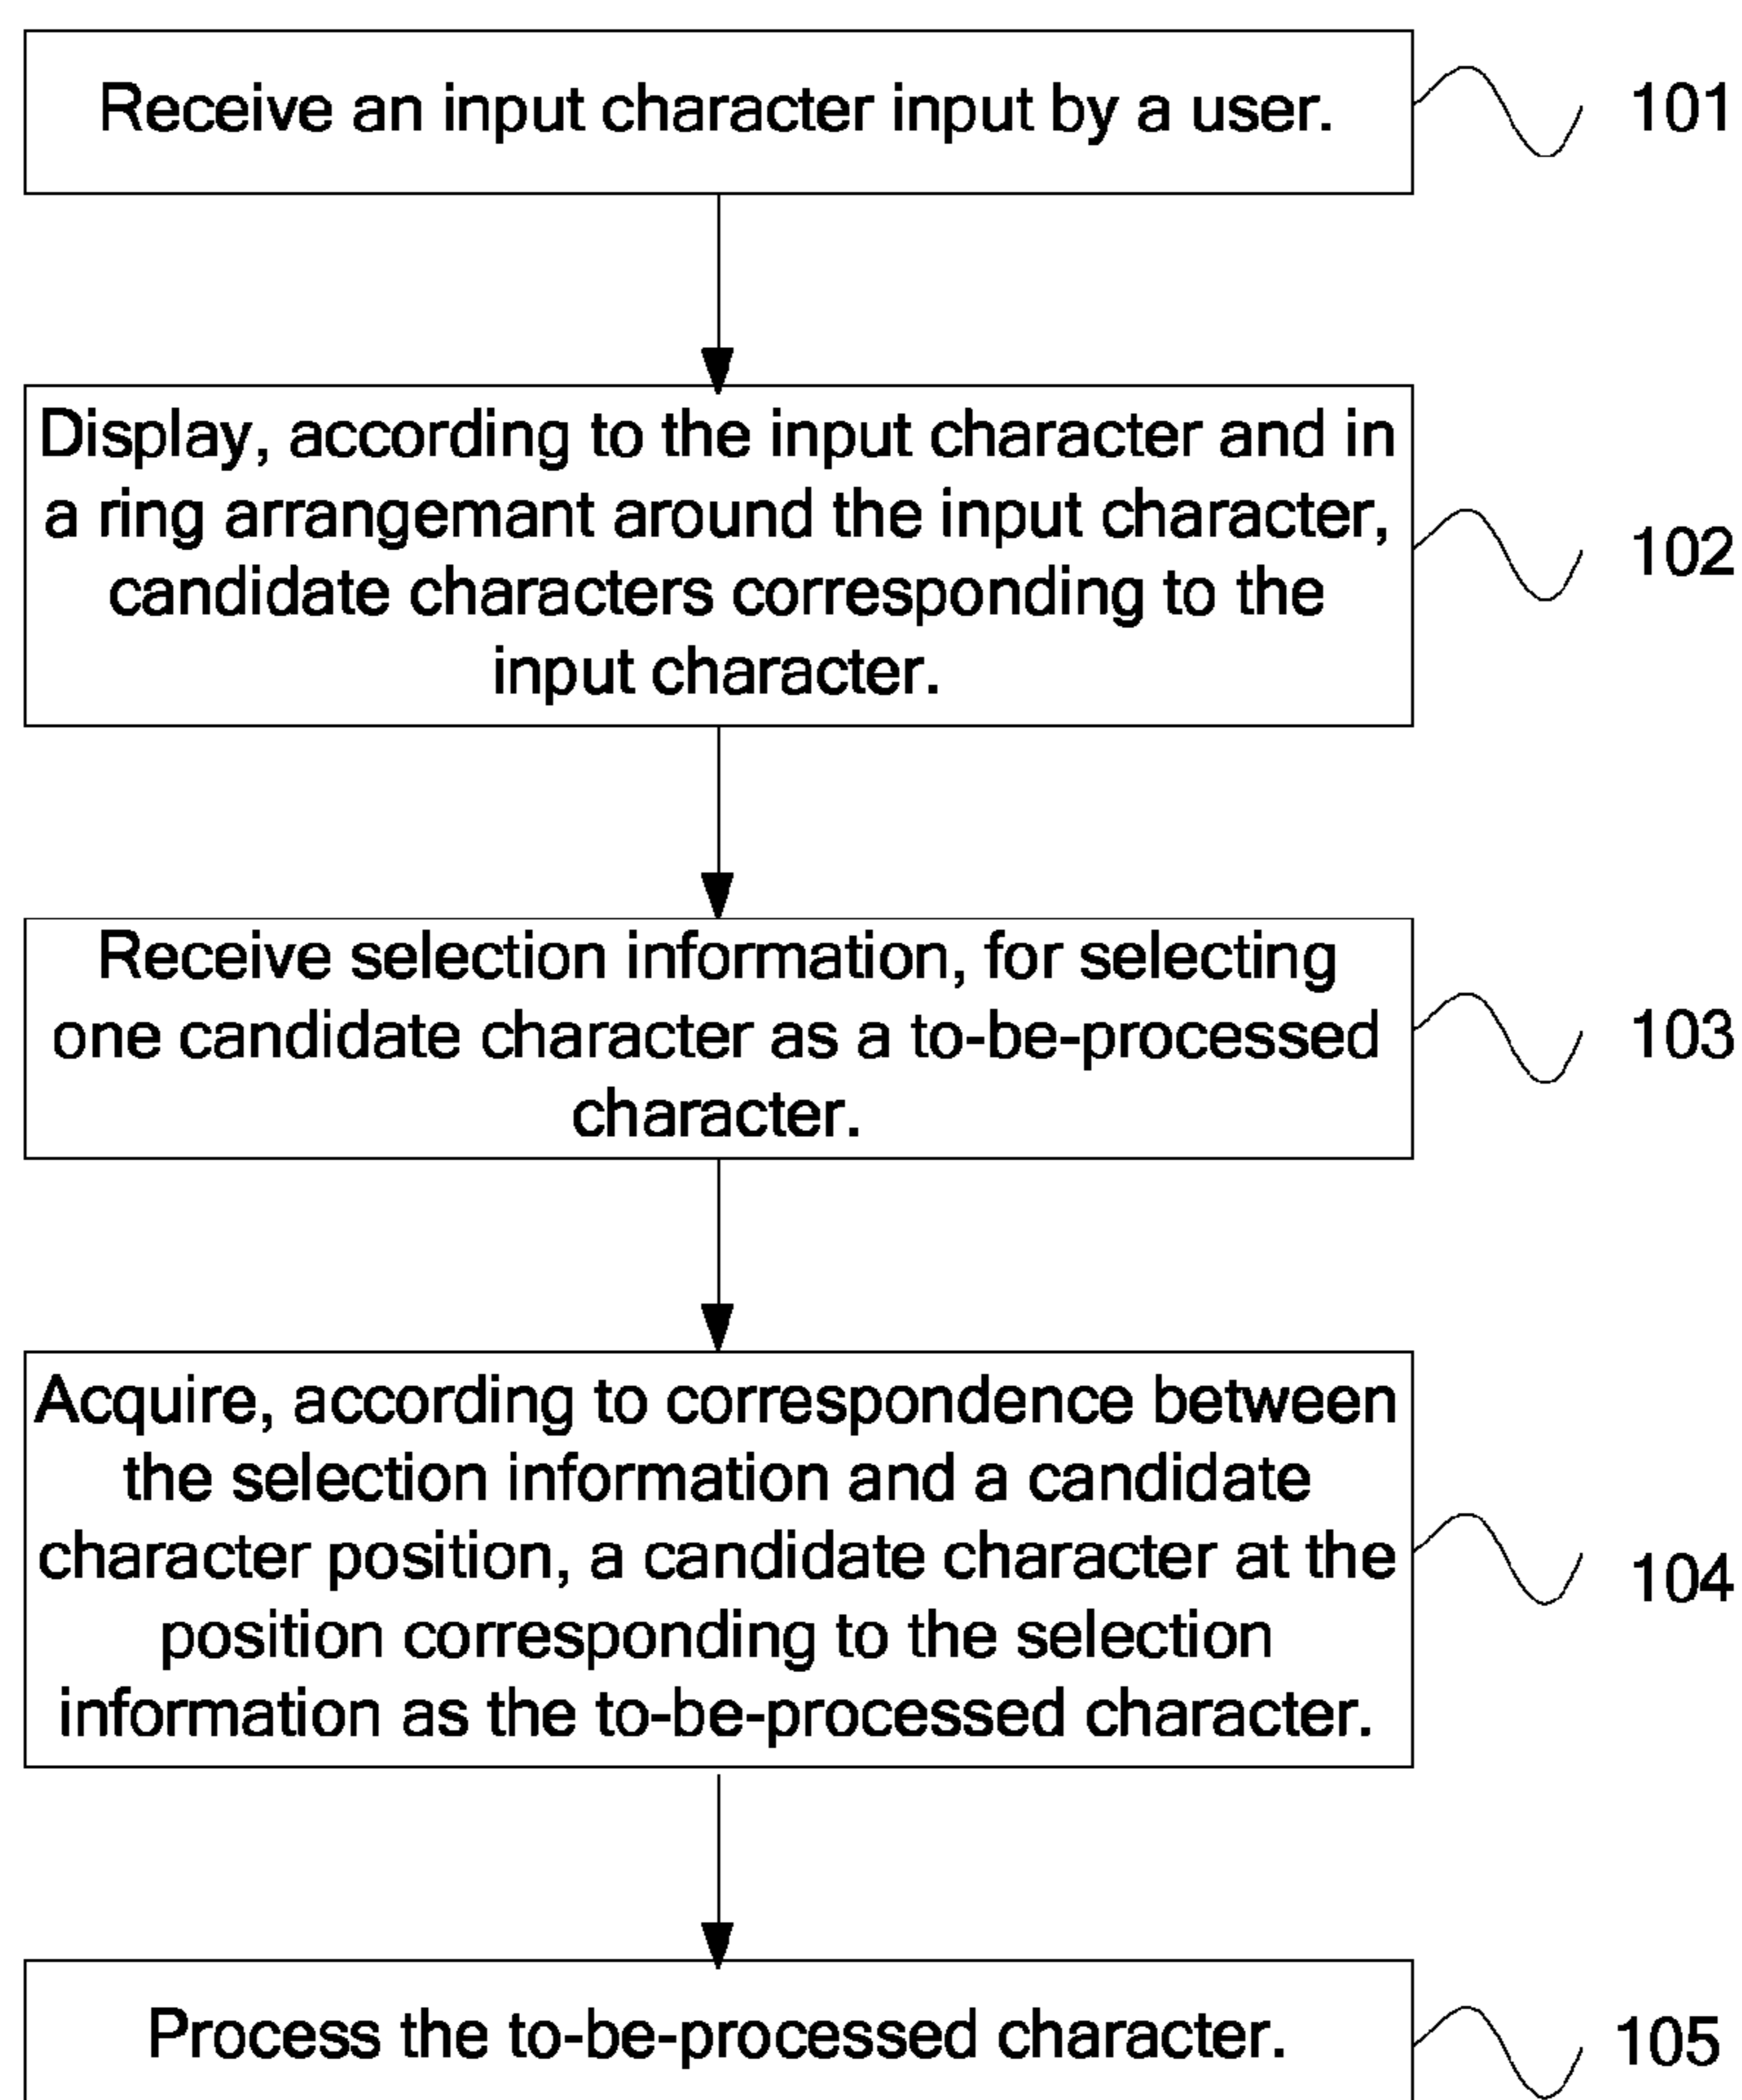 Receive an input character input by a user.
101
Display, according to the input character and in
a ring arrangemant around the input character,
candidate characters corresponding to the
input character.
102
Receive selection information, for selecting
one candidate character as a to-be-processed
character.
103
Acquire, according to correspondence between
the selection information and a candidate
character position, a candidate character at the
position corresponding to the selection
information as the to-be-processed character.
104
Process the to-be-processed character.
105